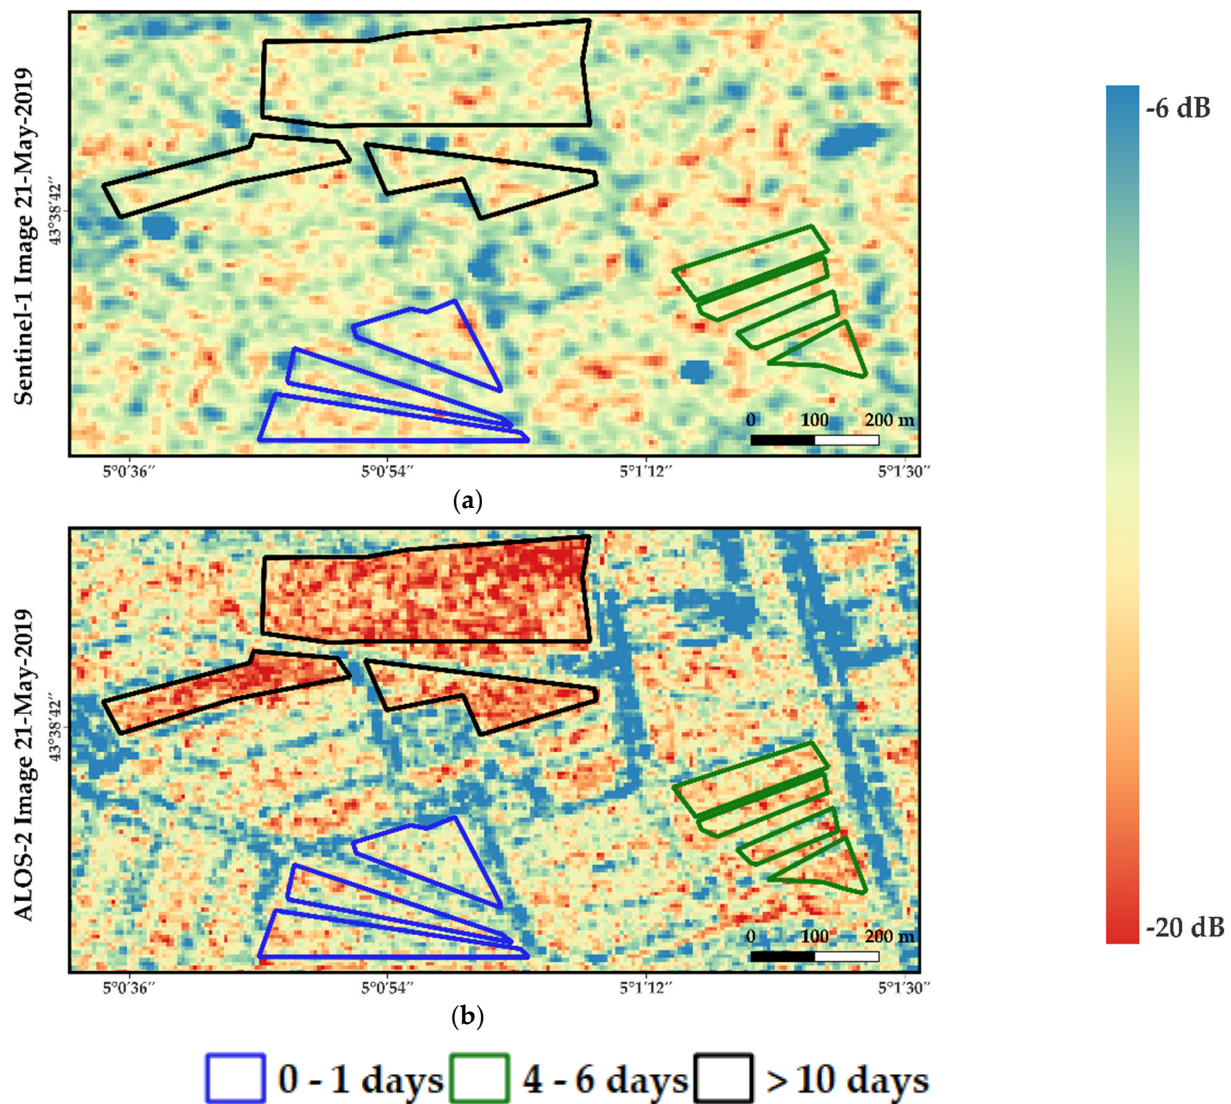 Sentinel-1 Image 21-May-2019
43°38′42″
-6 dB
0 100 200 m
5°0′36″ 5°0′54″ 5°1′12″ 5°1′30″
(a)
ALOS-2 Image 21-May-2019
43°38′42″
-20 dB
0 100 200 m
5°0′36″ 5°0′54″ 5°1′12″ 5°1′30″
(b)
0 - 1 days 4 - 6 days > 10 days